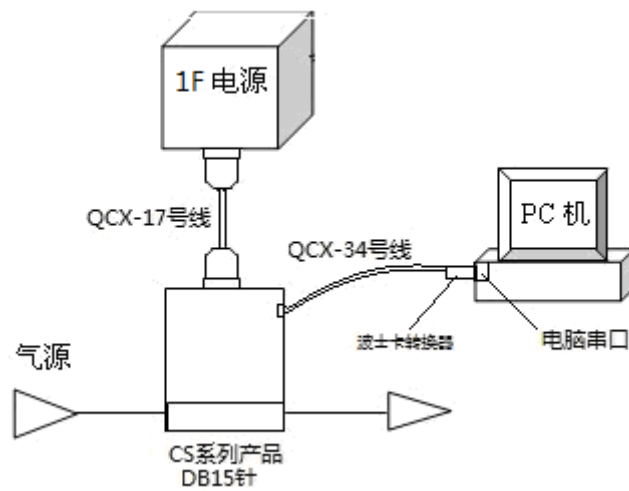 1F 电源
QCX-17号线
QCX-34号线
PC 机
波士卡转换器
电脑串口
气源
CS系列产品
DB15针